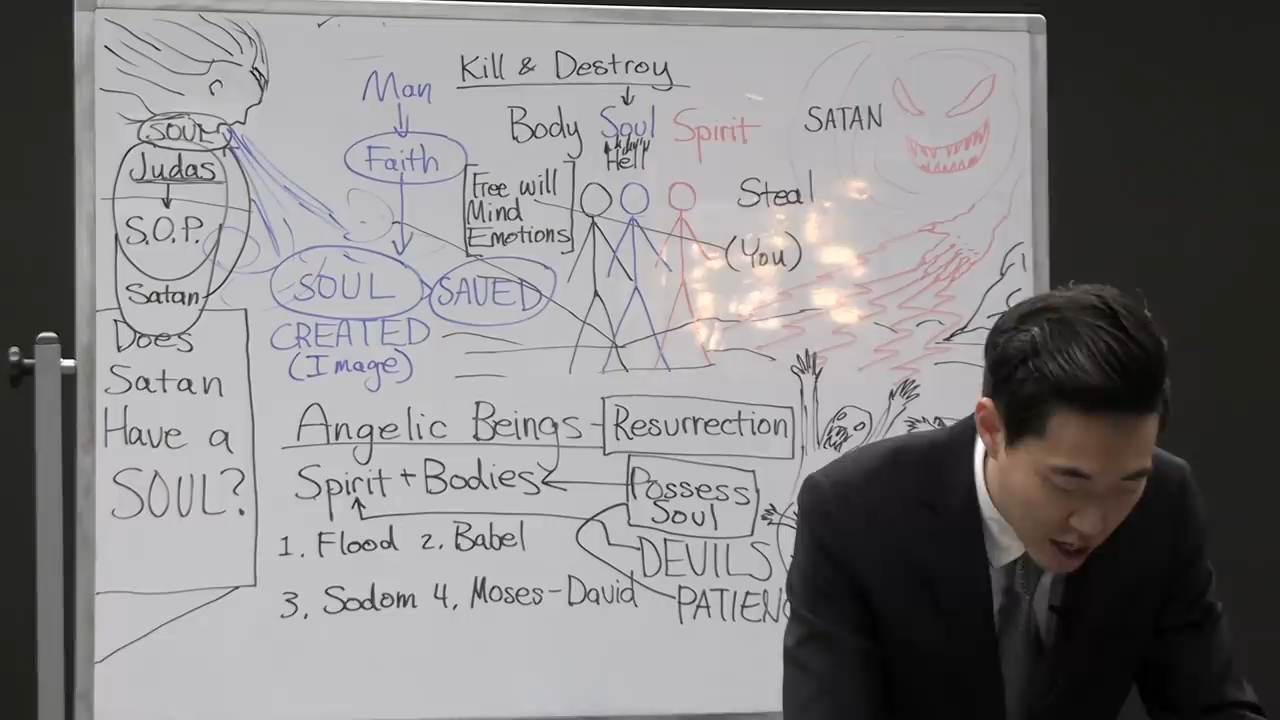 Kill & Destroy
Man
Body Soul Spirit
Hell
SATAN
Faith
SOUL
Judas
S.O.P.
Satan
Free will
Mind
Emotions
Steal
(You)
SOUL SAVED
CREATED
(Image)
Does
Satan
Have a
SOUL?
Angelic Beings - Resurrection
Spirit + Bodies
Possess
Soul
1. Flood 2. Babel
DEVILS
3. Sodom 4. Moses-David